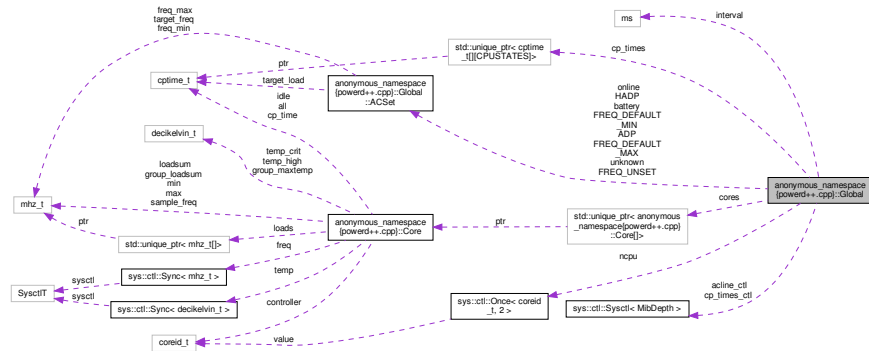 freq_max
target_freq
freq_min
ms
interval
cp_times
std::unique_ptr< cptime
_t[][CPUSTATES]>
ptr
cptime_t
target_load
anonymous_namespace
{powerd++.cpp}::Global
::ACSet
idle
all
cp_time
online
HADP
battery
FREQ_DEFAULT
_MIN
ADP
FREQ_DEFAULT
_MAX
unknown
FREQ_UNSET
decikelvin_t
temp_crit
temp_high
group_maxtemp
loadsum
group_loadsum
min
max
sample_freq
mhz_t
ptr
std::unique_ptr< mhz_t[]>
loads
anonymous_namespace
{powerd++.cpp}::Core
ptr
std::unique_ptr< anonymous
_namespace{powerd++.cpp}
::Core[]>
cores
anonymous_namespace
{powerd++.cpp}::Global
freq
sys::ctl::Sync< mhz_t >
sysctl
SysctlT
sysctl
sys::ctl::Sync< decikelvin_t >
temp
controller
ncpu
sys::ctl::Once< coreid
_t, 2 >
sys::ctl::Sysctl< MibDepth >
acline_ctl
cp_times_ctl
coreid_t
value